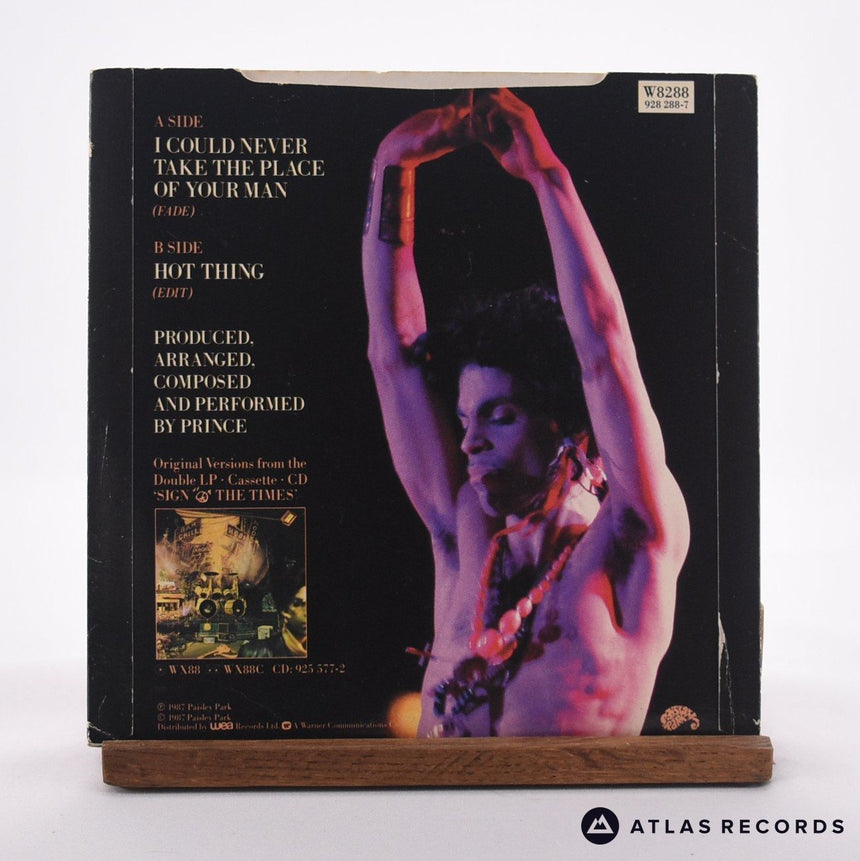 W8288
928 288-7
A SIDE
I COULD NEVER
TAKE THE PLACE
OF YOUR MAN
(FADE)
B SIDE
HOT THING
(EDIT)
PRODUCED,
ARRANGED,
COMPOSED
AND PERFORMED
BY PRINCE
Original Versions from the
Double LP · Cassette · CD
'SIGN ☮ THE TIMES'
· WX88 · · WX88C CD: 925 577-2
℗ 1987 Paisley Park
© 1987 Paisley Park
Distributed by wea Records Ltd. A Warner Communications
PAISLEY PARK
ATLAS RECORDS